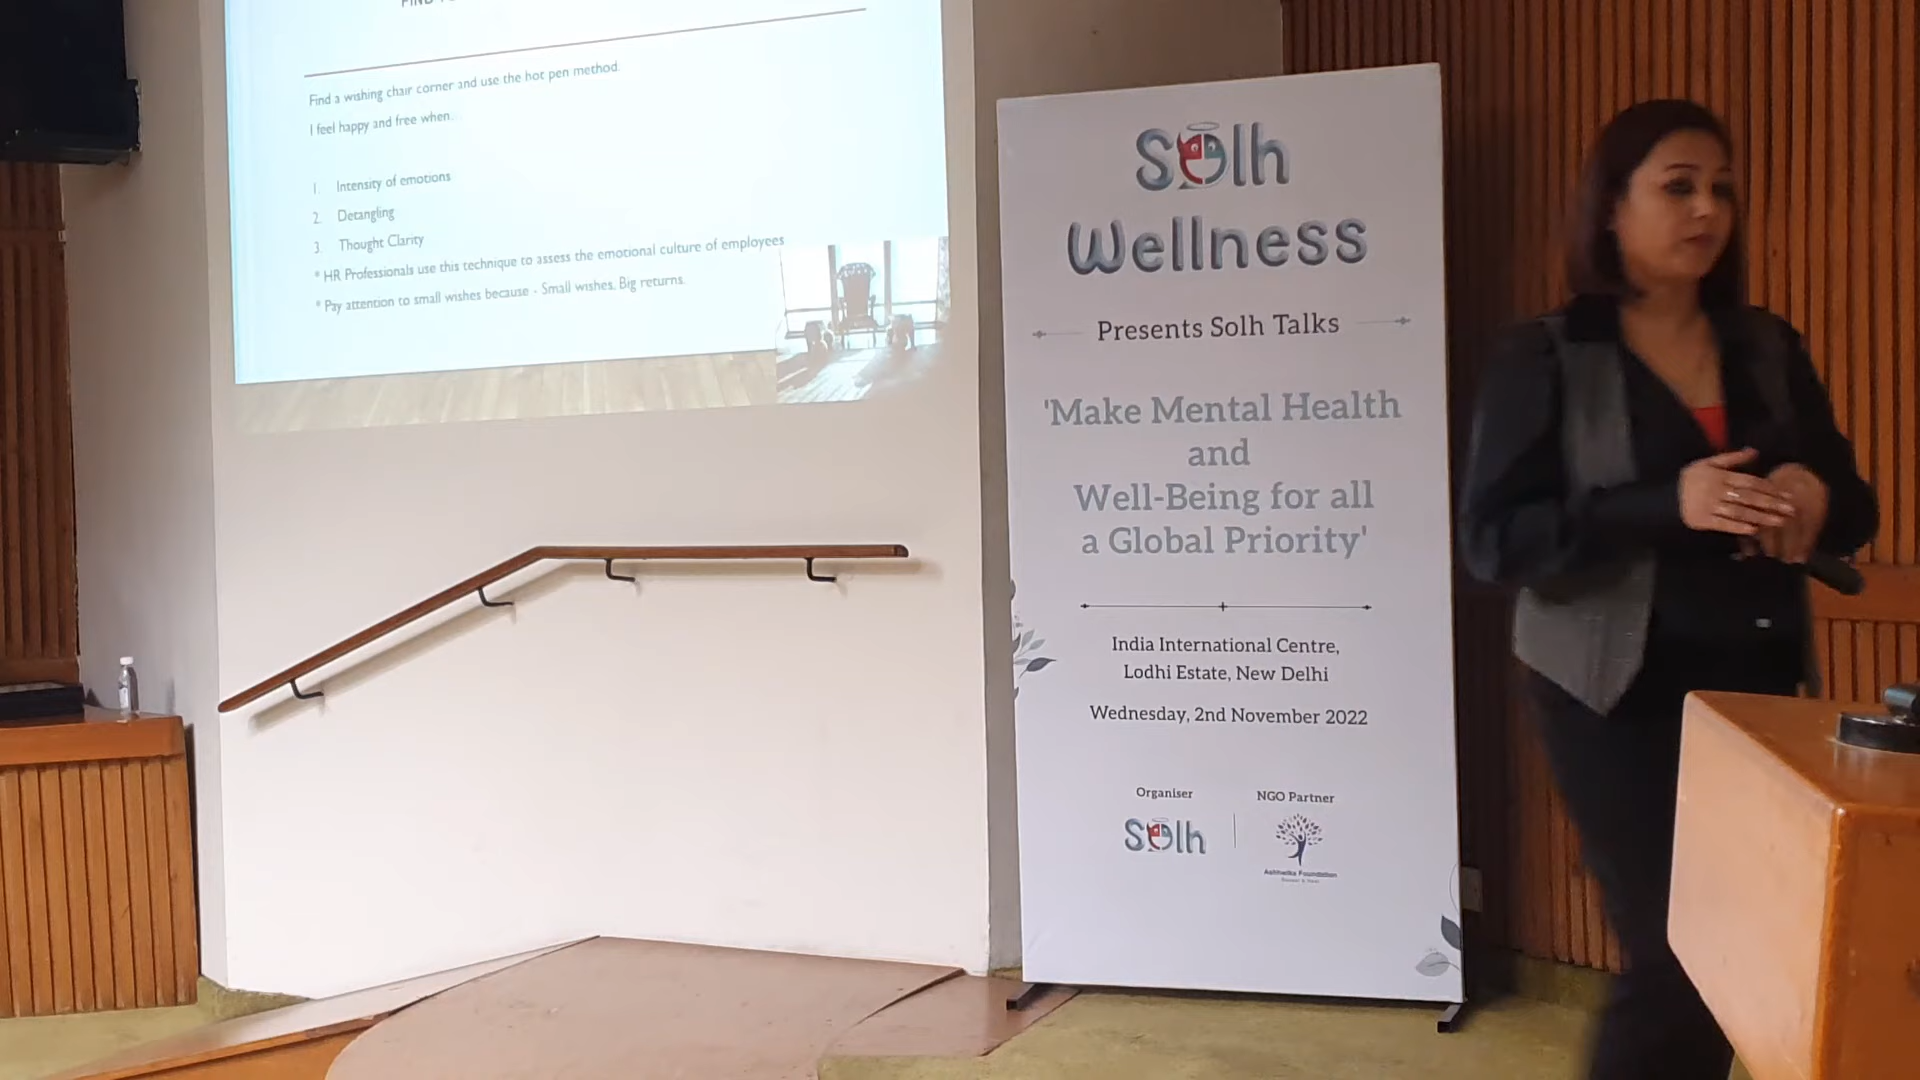 Find a wishing chair corner and use the hot pen method.
I feel happy and free when.
1. Intensity of emotions
2. Detangling
3. Thought Clarity
* HR Professionals use this technique to assess the emotional culture of employees
* Pay attention to small wishes because - Small wishes. Big returns.
Solh
Wellness
Presents Solh Talks
'Make Mental Health
and
Well-Being for all
a Global Priority'
India International Centre,
Lodhi Estate, New Delhi
Wednesday, 2nd November 2022
Organiser
NGO Partner
Solh
Foundation